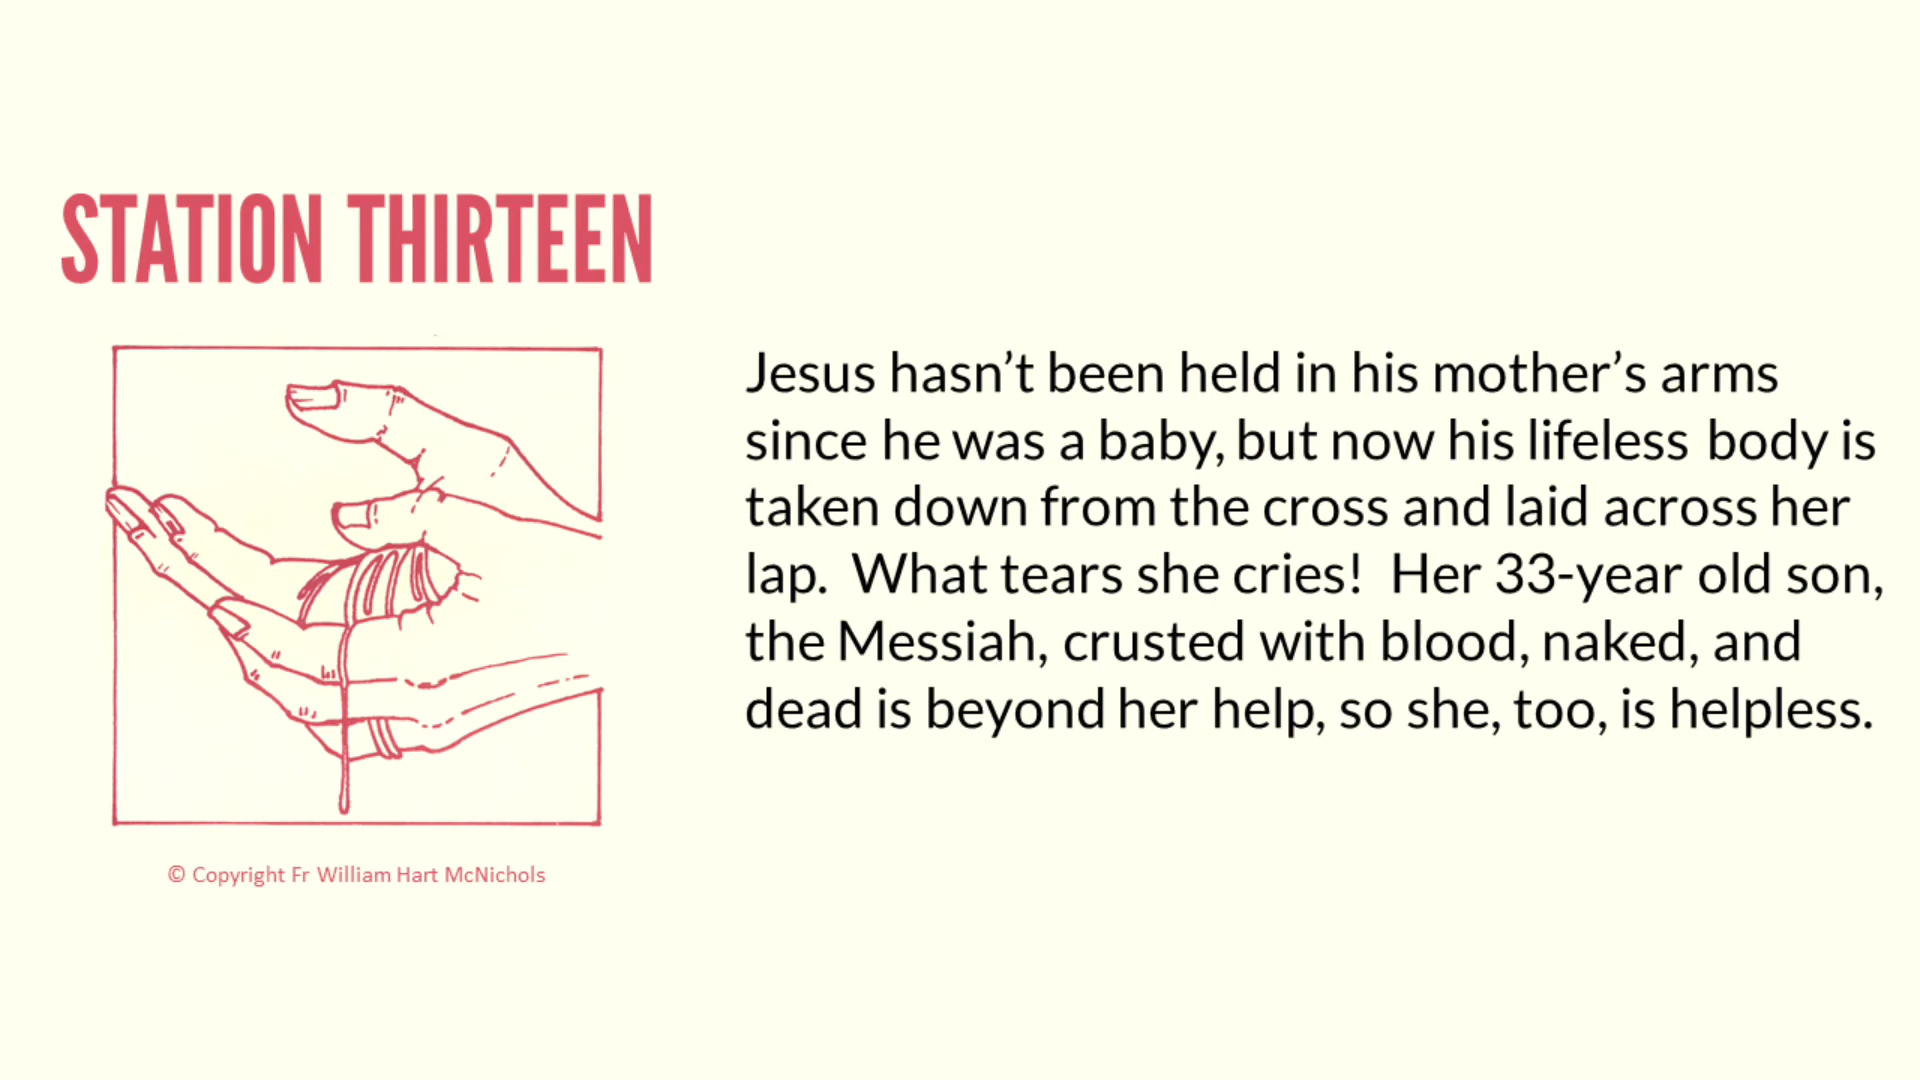 STATION THIRTEEN
Jesus hasn’t been held in his mother’s arms
since he was a baby, but now his lifeless body is
taken down from the cross and laid across her
lap.  What tears she cries!  Her 33-year old son,
the Messiah, crusted with blood, naked, and
dead is beyond her help, so she, too, is helpless.
© Copyright Fr William Hart McNichols